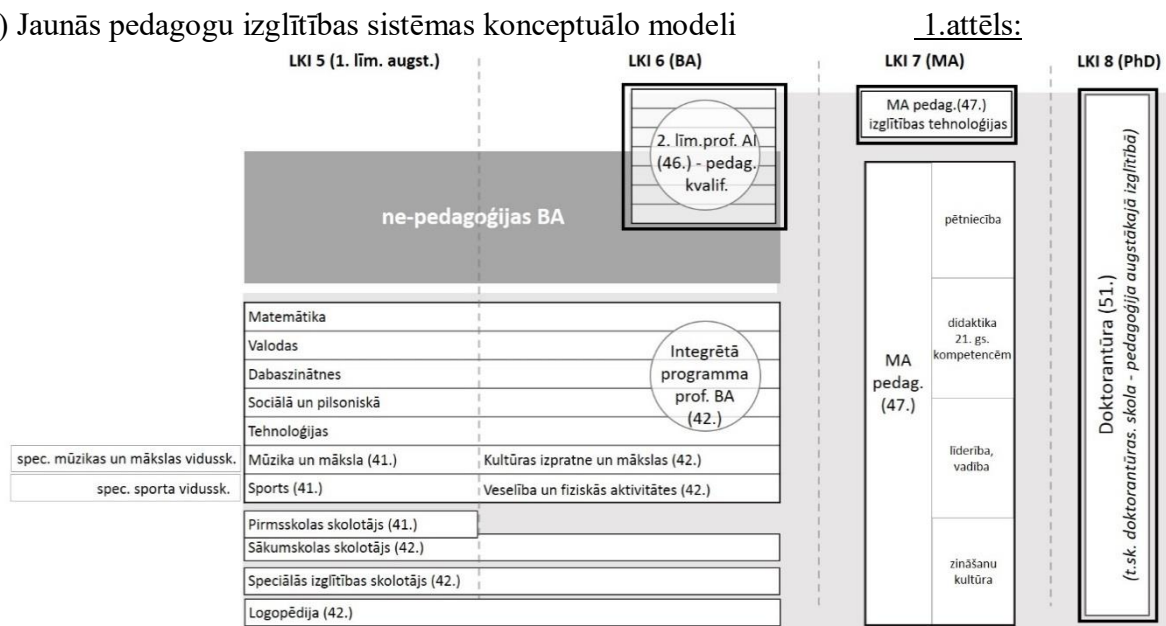 ) Jaunās pedagogu izglītības sistēmas konceptuālo modeli 1.attēls:
LKI 5 (1. līm. augst.)
LKI 6 (BA)
LKI 7 (MA)
LKI 8 (PhD)
2. līm.prof. AI
(46.) - pedag.
kvalif.
ne-pedagoģijas BA
MA pedag.(47.)
izglītības tehnoloģijas
Matemātika
Valodas
Dabaszinātnes
Sociālā un pilsoniskā
Tehnoloģijas
Integrētā
programma
prof. BA
(42.)
spec. mūzikas un mākslas vidussk.
Mūzika un māksla (41.)
Kultūras izpratne un mākslas (42.)
spec. sporta vidussk.
Sports (41.)
Veselība un fiziskās aktivitātes (42.)
Pirmsskolas skolotājs (41.)
Sākumskolas skolotājs (42.)
Speciālās izglītības skolotājs (42.)
Logopēdija (42.)
MA
pedag.
(47.)
pētniecība
didaktika
21. gs.
kompetencēm
līderība,
vadība
zināšanu
kultūra
Doktorantūra (51.)
(t.sk. doktorantūras. skola - pedagoģija augstākajā izglītībā)